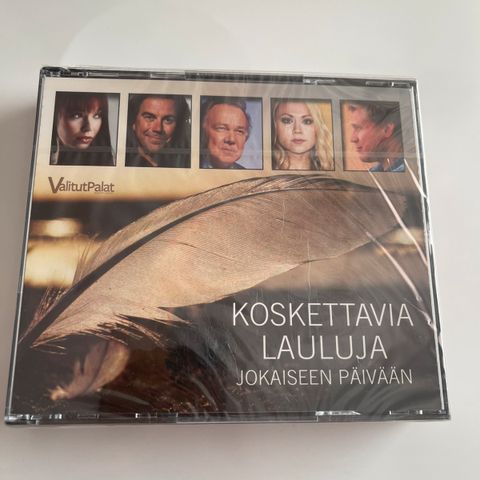 ValitutPalat
KOSKETTAVIA
LAULUJA
JOKAISEEN PÄIVÄÄN